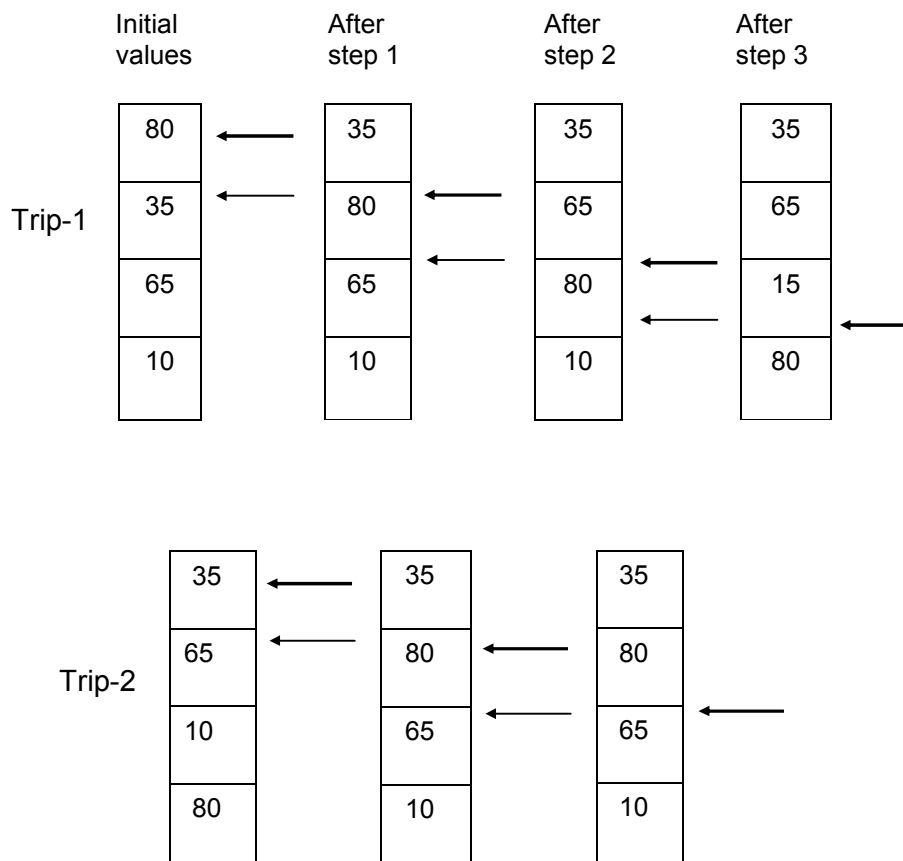 Initial values
After step 1
After step 2
After step 3
Trip-1
80 35 35 35
35 80 65 65
65 65 80 15
10 10 10 80
Trip-2
35 35 35
65 80 80
10 65 65
80 10 10